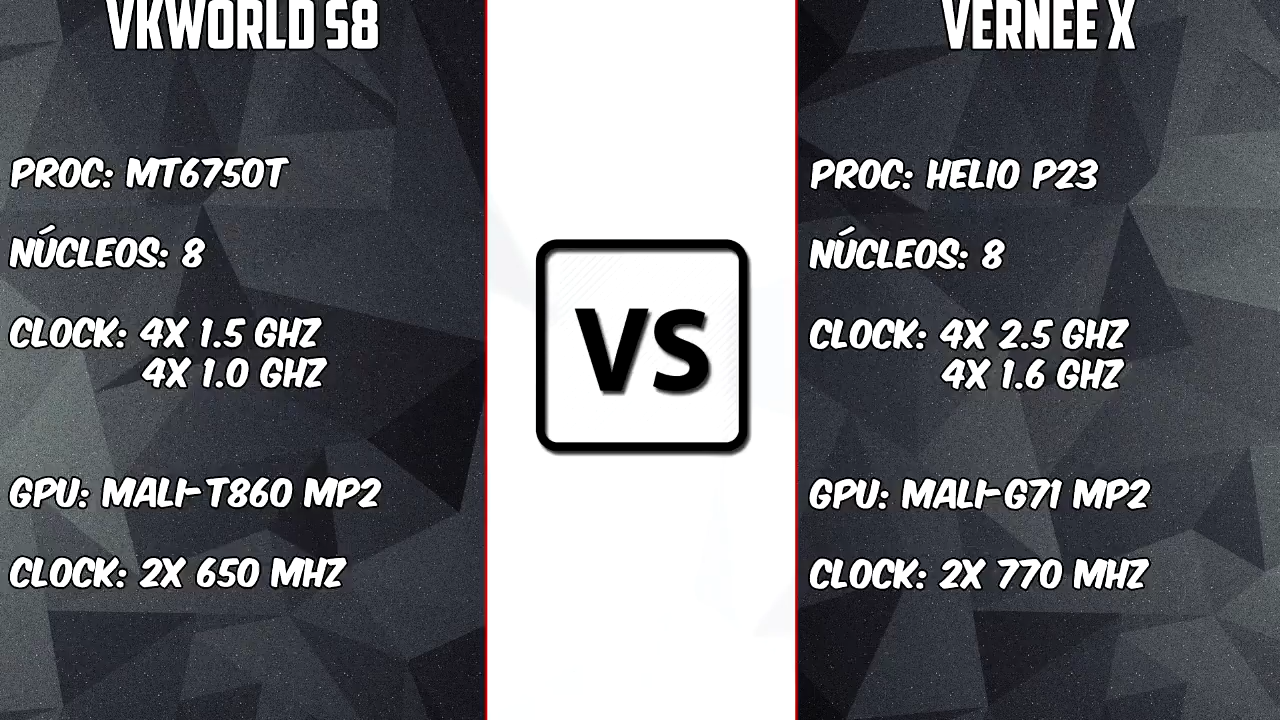 VKWORLD S8
PROC: MT6750T
NÚCLEOS: 8
CLOCK: 4X 1.5 GHZ
4X 1.0 GHZ
GPU: MALI-T860 MP2
CLOCK: 2X 650 MHZ
VS
VERNEE X
PROC: HELIO P23
NÚCLEOS: 8
CLOCK: 4X 2.5 GHZ
4X 1.6 GHZ
GPU: MALI-G71 MP2
CLOCK: 2X 770 MHZ